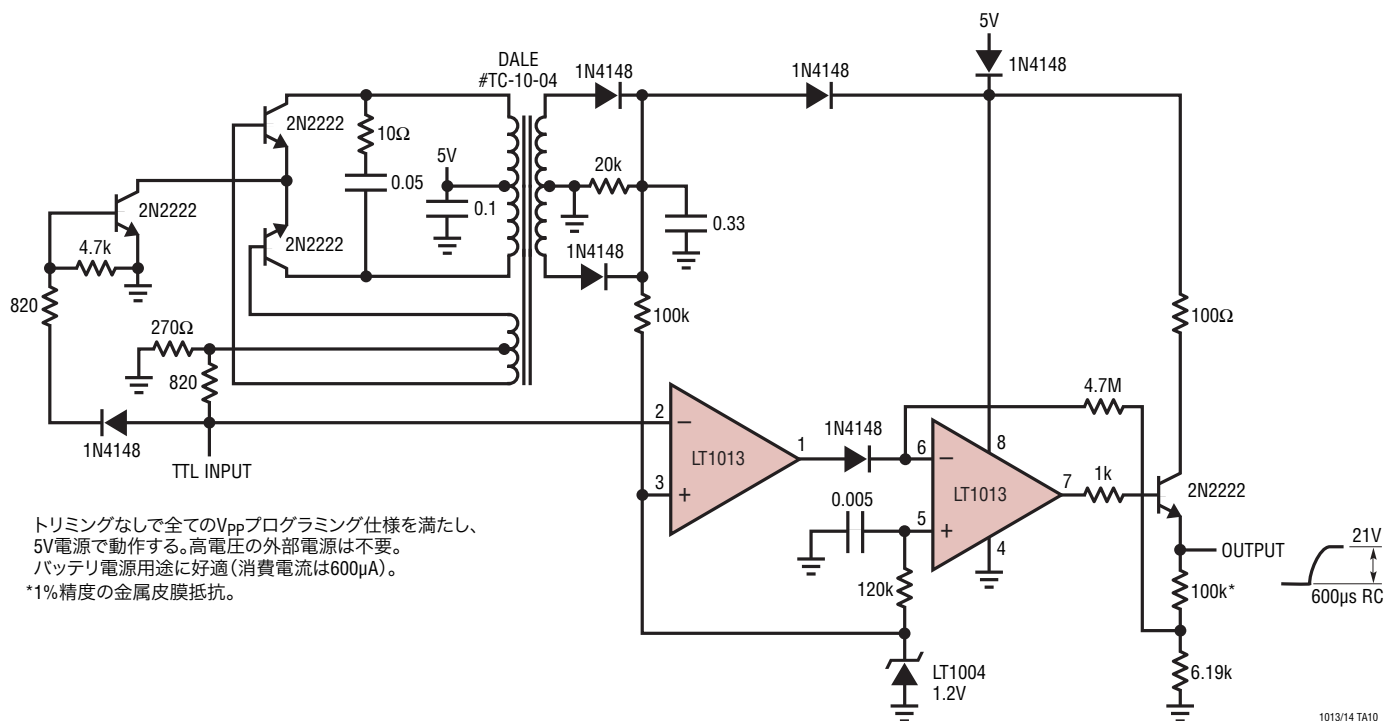 DALE
#TC-10-04
5V
1N4148
1N4148
1N4148
2N2222
10Ω
5V
20k
0.05
0.1
2N2222
0.33
4.7k
2N2222
1N4148
820
270Ω
100k
100Ω
820
4.7M
1N4148
TTL INPUT
2
3
LT1013
1
1N4148
6
8
LT1013
7
1k
2N2222
0.005
5
4
OUTPUT
21V
600µs RC
120k
100k*
LT1004
1.2V
6.19k
トリミングなしで全てのVPPプログラミング仕様を満たし、
5V電源で動作する。高電圧の外部電源は不要。
バッテリ電源用途に好適(消費電流は600µA)。
*1%精度の金属皮膜抵抗。
1013/14 TA10